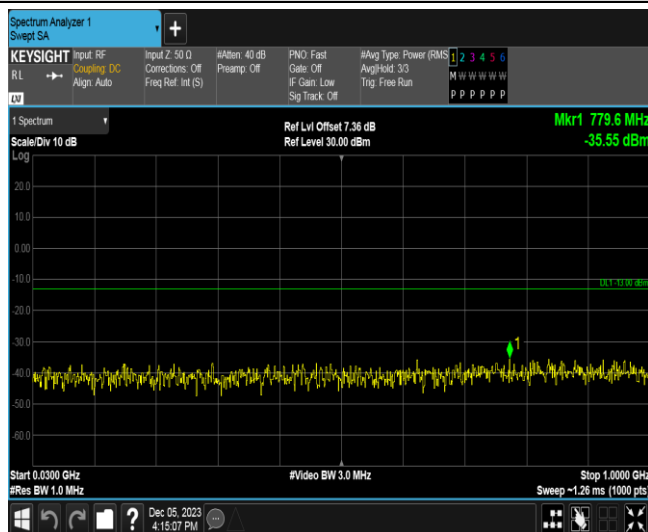 Spectrum Analyzer 1
Swept SA
+
KEYSIGHT
RL
LXI
Input: RF
Coupling: DC
Align: Auto
Input Z: 50 Ω
Corrections: Off
Freq Ref: Int (S)
#Atten: 40 dB
Preamp: Off
PNO: Fast
Gate: Off
IF Gain: Low
Sig Track: Off
#Avg Type: Power (RMS
Avg|Hold: 3/3
Trig: Free Run
1 2 3 4 5 6
M W W W W W
P P P P P P
1 Spectrum
Scale/Div 10 dB
Log
Ref Lvl Offset 7.36 dB
Ref Level 30.00 dBm
Mkr1 779.6 MHz
-35.55 dBm
20.0
10.0
0.00
-10.0
DL1 -13.00 dBm
-20.0
-30.0
1
-40.0
-50.0
-60.0
Start 0.0300 GHz
#Res BW 1.0 MHz
#Video BW 3.0 MHz
Stop 1.0000 GHz
Sweep ~1.26 ms (1000 pts)
?
Dec 05, 2023
4:15:07 PM